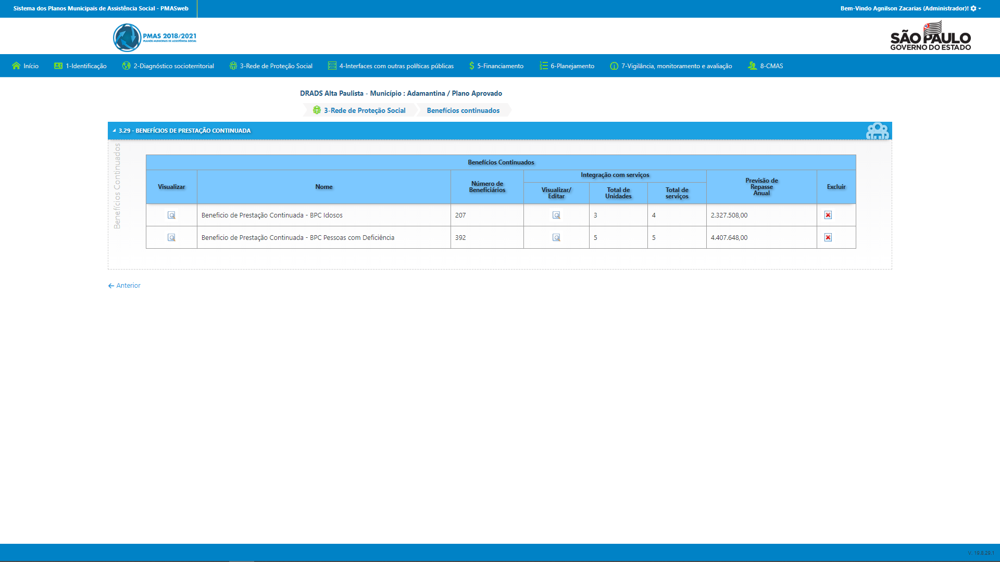 Sistema dos Planos Municipais de Assistência Social - PMASweb
Bem-Vindo Agnilson Zacarias (Administrador)!
PMAS 2018/2021
PLANOS MUNICIPAIS DE ASSISTÊNCIA SOCIAL
SÃO PAULO
GOVERNO DO ESTADO
Início
1-Identificação
2-Diagnóstico socioterritorial
3-Rede de Proteção Social
4-Interfaces com outras políticas públicas
5-Financiamento
6-Planejamento
7-Vigilância, monitoramento e avaliação
8-CMAS
DRADS Alta Paulista - Município : Adamantina / Plano Aprovado
3-Rede de Proteção Social
Benefícios continuados
3.29 - BENEFÍCIOS DE PRESTAÇÃO CONTINUADA
Benefícios Continuados
Benefícios Continuados
Visualizar
Nome
Número de
Beneficiários
Integração com serviços
Visualizar/
Editar
Total de
Unidades
Total de
serviços
Previsão de
Repasse
Anual
Excluir
Beneficio de Prestação Continuada - BPC Idosos 207 3 4 2.327.508,00
Beneficio de Prestação Continuada - BPC Pessoas com Deficiência 392 5 5 4.407.648,00
Anterior
V. 19.8.29.1